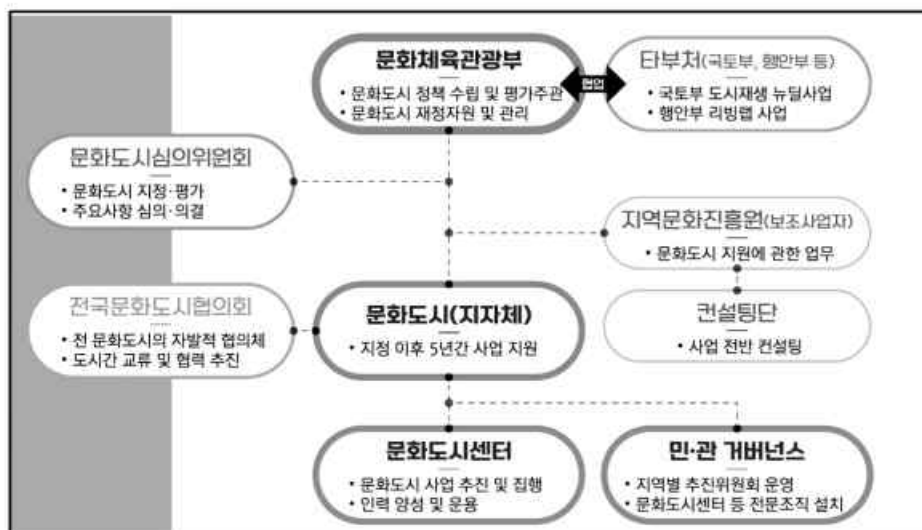 문화체육관광부
• 문화도시 정책 수립 및 평가주관
• 문화도시 재정자원 및 관리
협업
타부처(국토부, 행안부 등)
• 국토부 도시재생 뉴딜사업
• 행안부 리빙랩 사업
문화도시심의위원회
• 문화도시 지정·평가
• 주요사항 심의·의결
지역문화진흥원(보조사업자)
• 문화도시 지원에 관한 업무
전국문화도시협의회
• 전 문화도시의 자발적 협의체
• 도시간 교류 및 협력 추진
문화도시(지자체)
• 지정 이후 5년간 사업 지원
컨설팅단
• 사업 전반 컨설팅
문화도시센터
• 문화도시 사업 추진 및 집행
• 인력 양성 및 운용
민·관 거버넌스
• 지역별 추진위원회 운영
• 문화도시센터 등 전문조직 설치